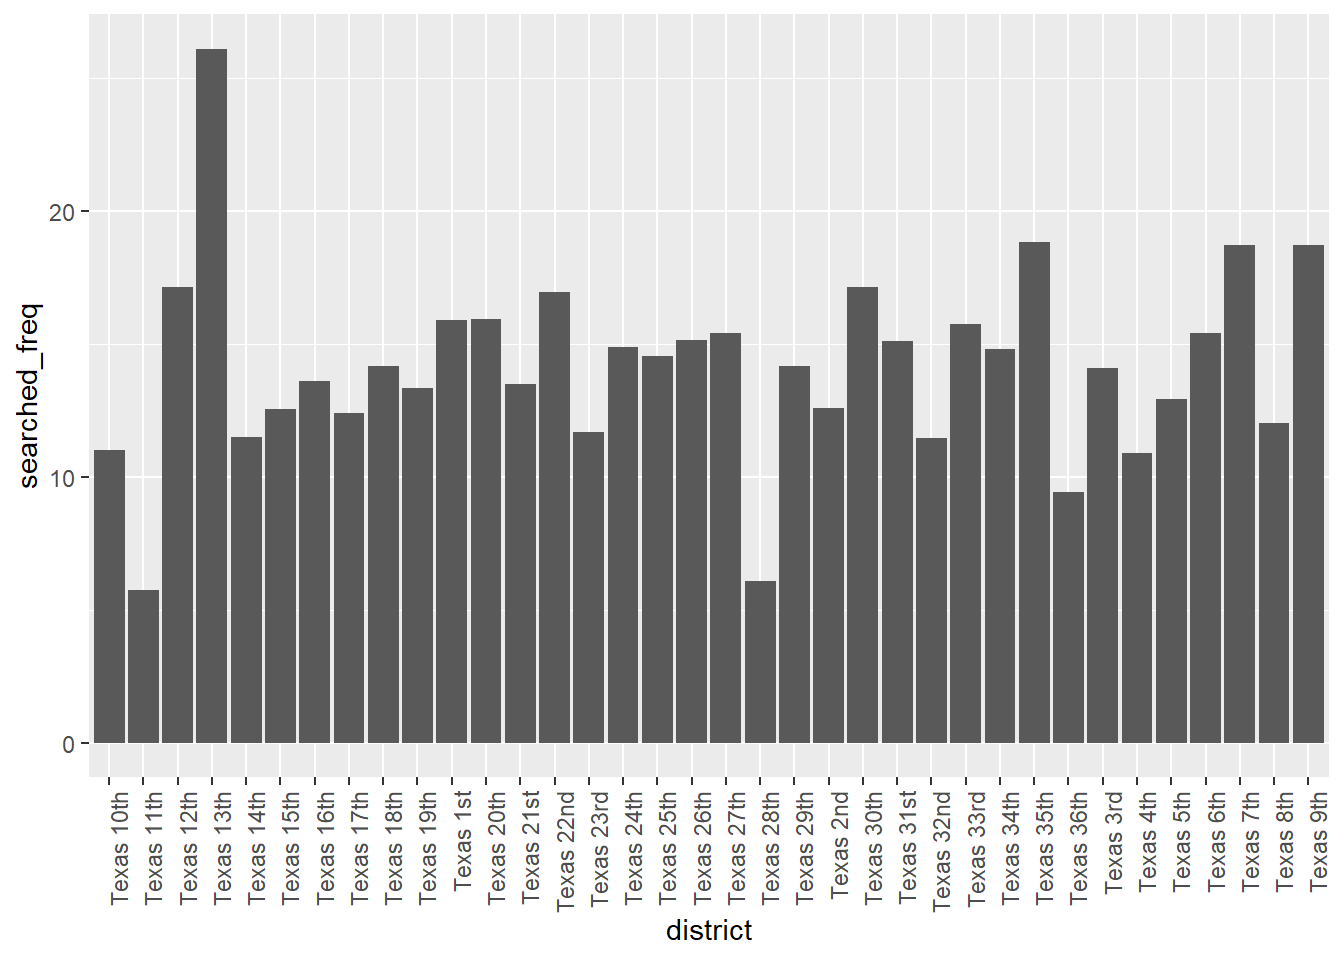 searched_freq
20
10
0
Texas 10th
Texas 11th
Texas 12th
Texas 13th
Texas 14th
Texas 15th
Texas 16th
Texas 17th
Texas 18th
Texas 19th
Texas 1st
Texas 20th
Texas 21st
Texas 22nd
Texas 23rd
Texas 24th
Texas 25th
Texas 26th
Texas 27th
Texas 28th
Texas 29th
Texas 2nd
Texas 30th
Texas 31st
Texas 32nd
Texas 33rd
Texas 34th
Texas 35th
Texas 36th
Texas 3rd
Texas 4th
Texas 5th
Texas 6th
Texas 7th
Texas 8th
Texas 9th
district